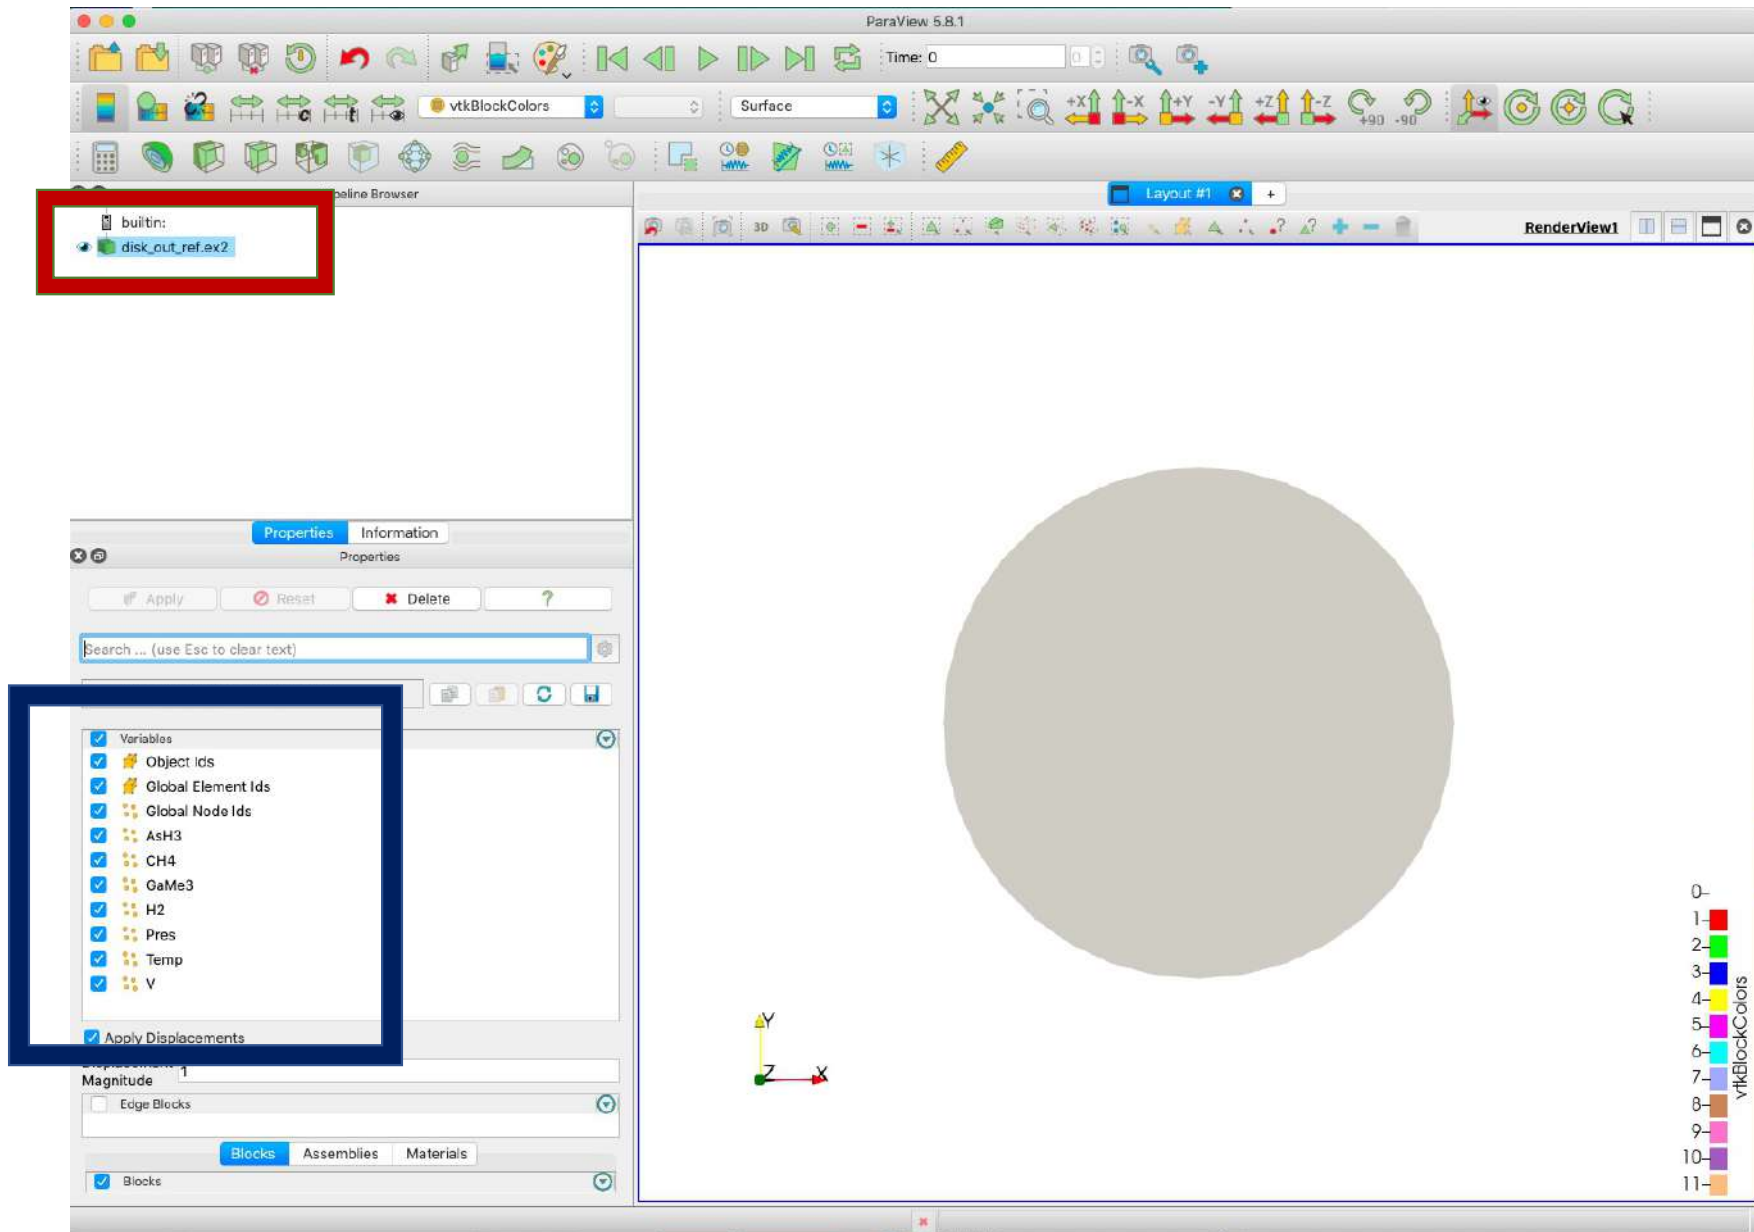 ParaView 5.8.1
Time: 0
0
vtkBlockColors
Surface
+X
-X
+Y
-Y
+Z
-Z
+90
-90
eline Browser
builtin:
disk_out_ref.ex2
Layout #1
+
3D
RenderView1
Properties
Information
Properties
Apply
Reset
Delete
?
Search ... (use Esc to clear text)
Variables
Object Ids
Global Element Ids
Global Node Ids
AsH3
CH4
GaMe3
H2
Pres
Temp
V
Apply Displacements
Magnitude
1
Edge Blocks
Blocks
Assemblies
Materials
Blocks
Y
Z
X
0
1
2
3
4
5
6
7
8
9
10
11
vtkBlockColors